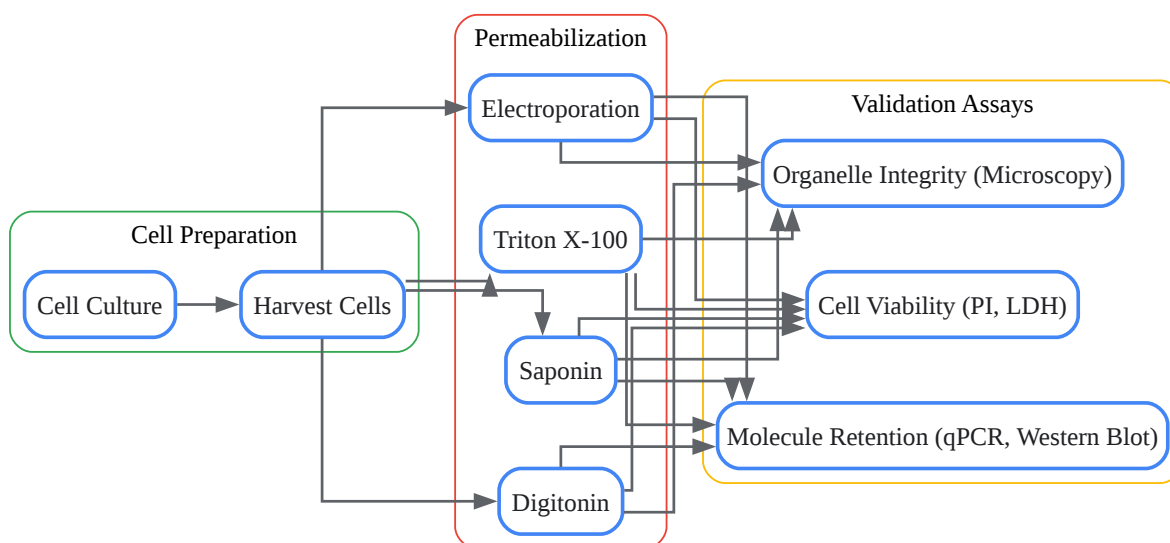 Cell Preparation
Cell Culture
Harvest Cells
Permeabilization
Electroporation
Triton X-100
Saponin
Digitonin
Validation Assays
Organelle Integrity (Microscopy)
Cell Viability (PI, LDH)
Molecule Retention (qPCR, Western Blot)